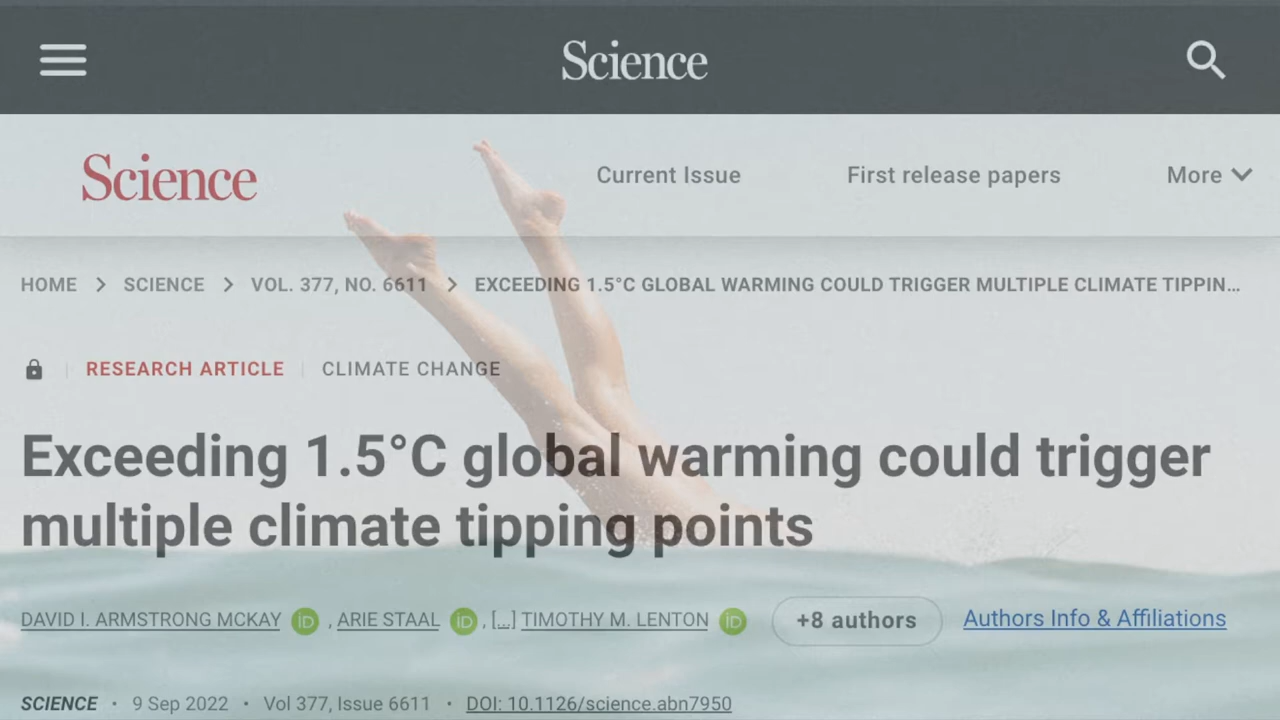 Science
Science
Current Issue
First release papers
More
HOME > SCIENCE > VOL. 377, NO. 6611 > EXCEEDING 1.5°C GLOBAL WARMING COULD TRIGGER MULTIPLE CLIMATE TIPPIN...
RESEARCH ARTICLE | CLIMATE CHANGE
Exceeding 1.5°C global warming could trigger
multiple climate tipping points
DAVID I. ARMSTRONG MCKAY iD , ARIE STAAL iD , [...] TIMOTHY M. LENTON iD +8 authors Authors Info & Affiliations
SCIENCE • 9 Sep 2022 • Vol 377, Issue 6611 • DOI: 10.1126/science.abn7950